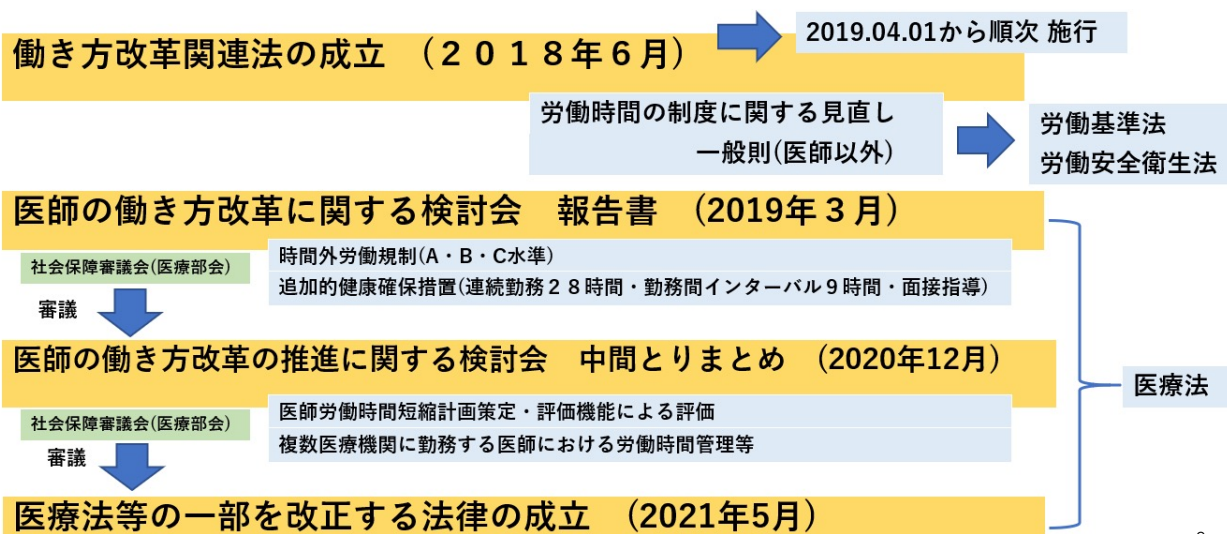 働き方改革関連法の成立　（２０１８年６月）
2019.04.01から順次 施行
労働時間の制度に関する見直し
一般則(医師以外)
労働基準法
労働安全衛生法
医師の働き方改革に関する検討会　報告書　（2019年３月）
社会保障審議会(医療部会)
審議
時間外労働規制(A・B・C水準)
追加的健康確保措置(連続勤務２８時間・勤務間インターバル９時間・面接指導)
医師の働き方改革の推進に関する検討会　中間とりまとめ　（2020年12月）
社会保障審議会(医療部会)
審議
医師労働時間短縮計画策定・評価機能による評価
複数医療機関に勤務する医師における労働時間管理等
医療法等の一部を改正する法律の成立　（2021年5月）
医療法